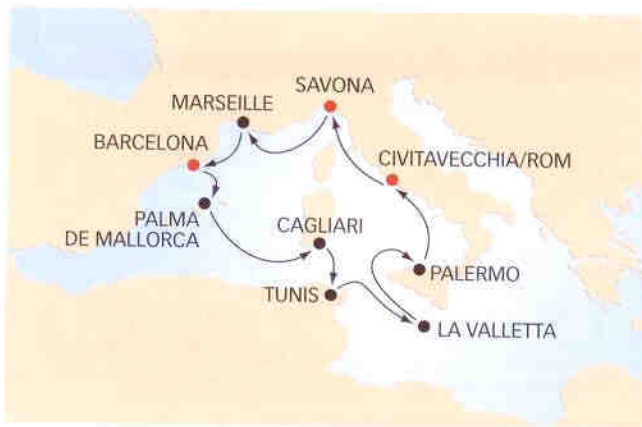 SAVONA
MARSEILLE
BARCELONA
CIVITAVECCHIA/ROM
PALMA
DE MALLORCA
CAGLIARI
PALERMO
TUNIS
LA VALLETTA